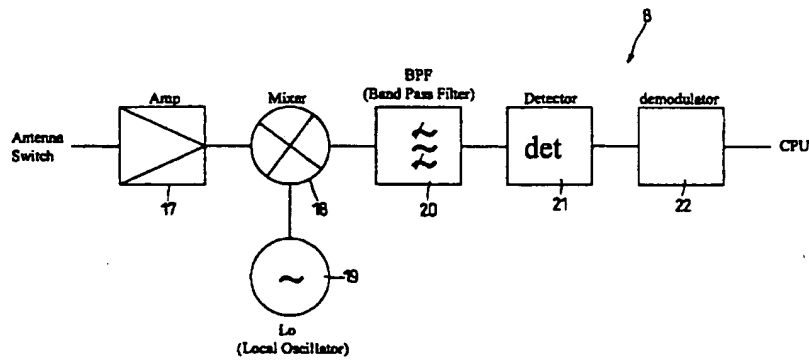 8
BPF
(Band Pass Filter)
Amp
Mixer
Detector
demodulator
Antenna
Switch
det
CPU
17
18
20
21
22
19
Lo
(Local Oscillator)